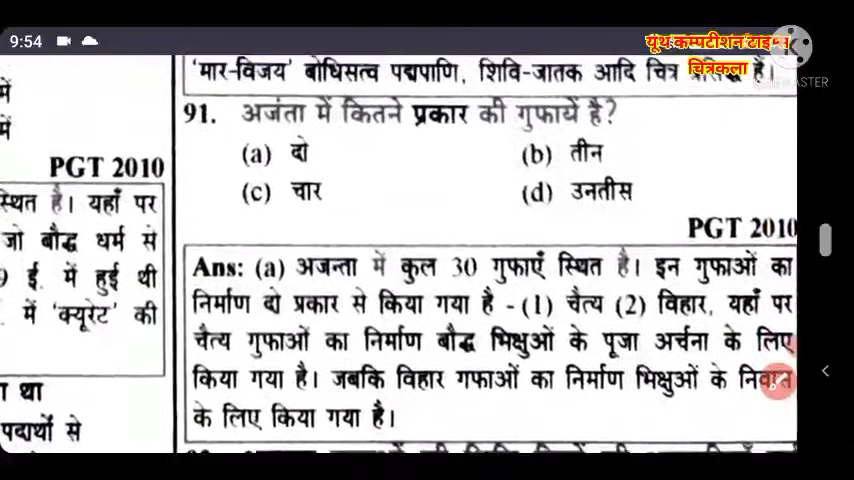 9:54
यूथ कम्पटीशन टाइम्स
चित्रकला
'मार-विजय' बोधिसत्व पद्मपाणि, शिवि-जातक आदि चित्र प्रसिद्ध हैं।
में
में
PGT 2010
स्थित है। यहाँ पर
जो बौद्ध धर्म से
ई. में हुई थी
में 'क्यूरेट' की
था
पदार्थों से
91. अजंता में कितने प्रकार की गुफायें है?
(a) दो (b) तीन
(c) चार (d) उनतीस
PGT 2010
Ans: (a) अजन्ता में कुल 30 गुफाएँ स्थित है। इन गुफाओं का
निर्माण दो प्रकार से किया गया है - (1) चैत्य (2) विहार, यहाँ पर
चैत्य गुफाओं का निर्माण बौद्ध भिक्षुओं के पूजा अर्चना के लिए
किया गया है। जबकि विहार गफाओं का निर्माण भिक्षुओं के निवास
के लिए किया गया है।